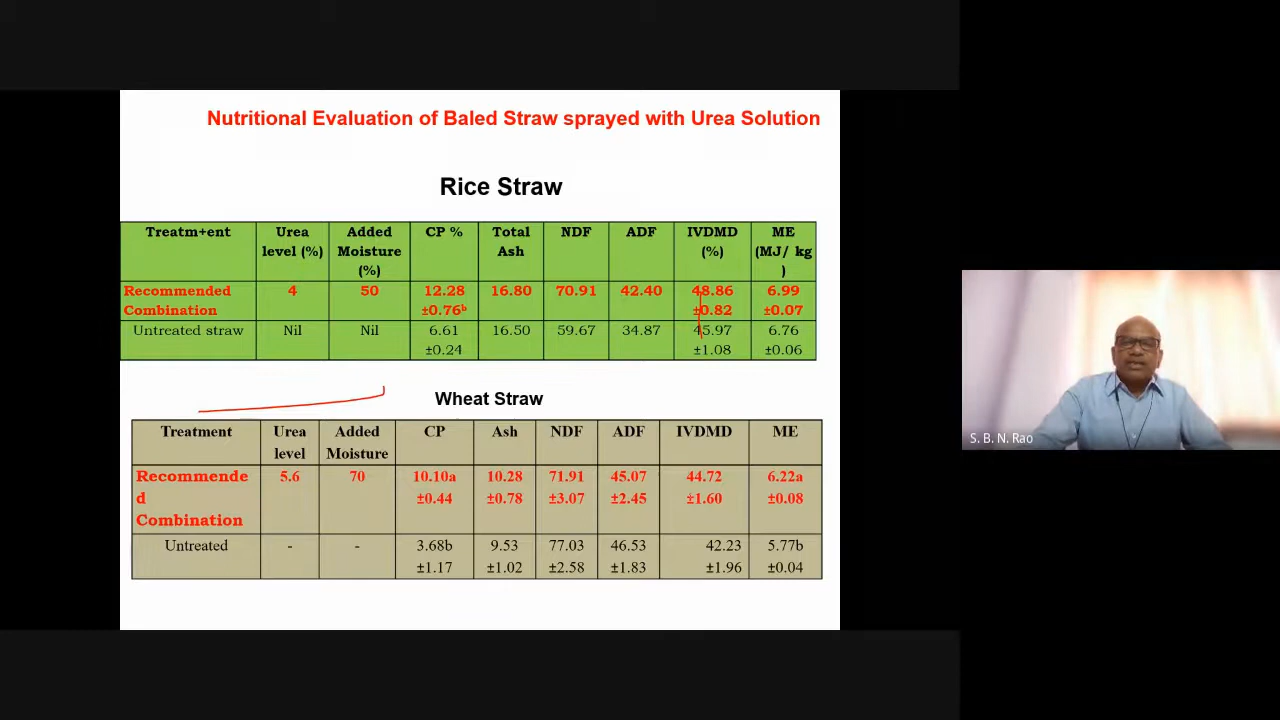 Nutritional Evaluation of Baled Straw sprayed with Urea Solution
Rice Straw
Treatm+ent Urea level (%) Added Moisture (%) CP % Total Ash NDF ADF IVDMD (%) ME (MJ/ kg )
Recommended Combination 4 50 12.28 ±0.76ᵇ 16.80 70.91 42.40 48.86 ±0.82 6.99 ±0.07
Untreated straw Nil Nil 6.61 ±0.24 16.50 59.67 34.87 45.97 ±1.08 6.76 ±0.06
Wheat Straw
Treatment Urea level Added Moisture CP Ash NDF ADF IVDMD ME
Recommende d Combination 5.6 70 10.10a ±0.44 10.28 ±0.78 71.91 ±3.07 45.07 ±2.45 44.72 ±1.60 6.22a ±0.08
Untreated - - 3.68b ±1.17 9.53 ±1.02 77.03 ±2.58 46.53 ±1.83 42.23 ±1.96 5.77b ±0.04
S. B. N. Rao